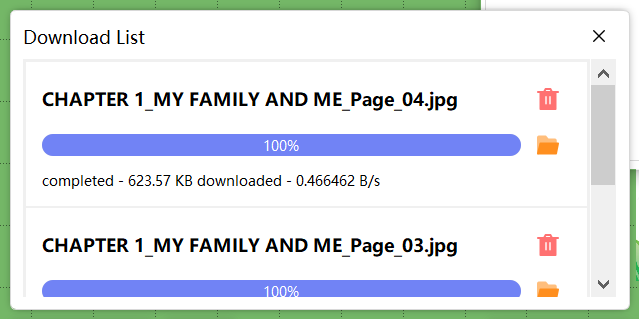 Download List
CHAPTER 1_MY FAMILY AND ME_Page_04.jpg
100%
completed - 623.57 KB downloaded - 0.466462 B/s
CHAPTER 1_MY FAMILY AND ME_Page_03.jpg
100%